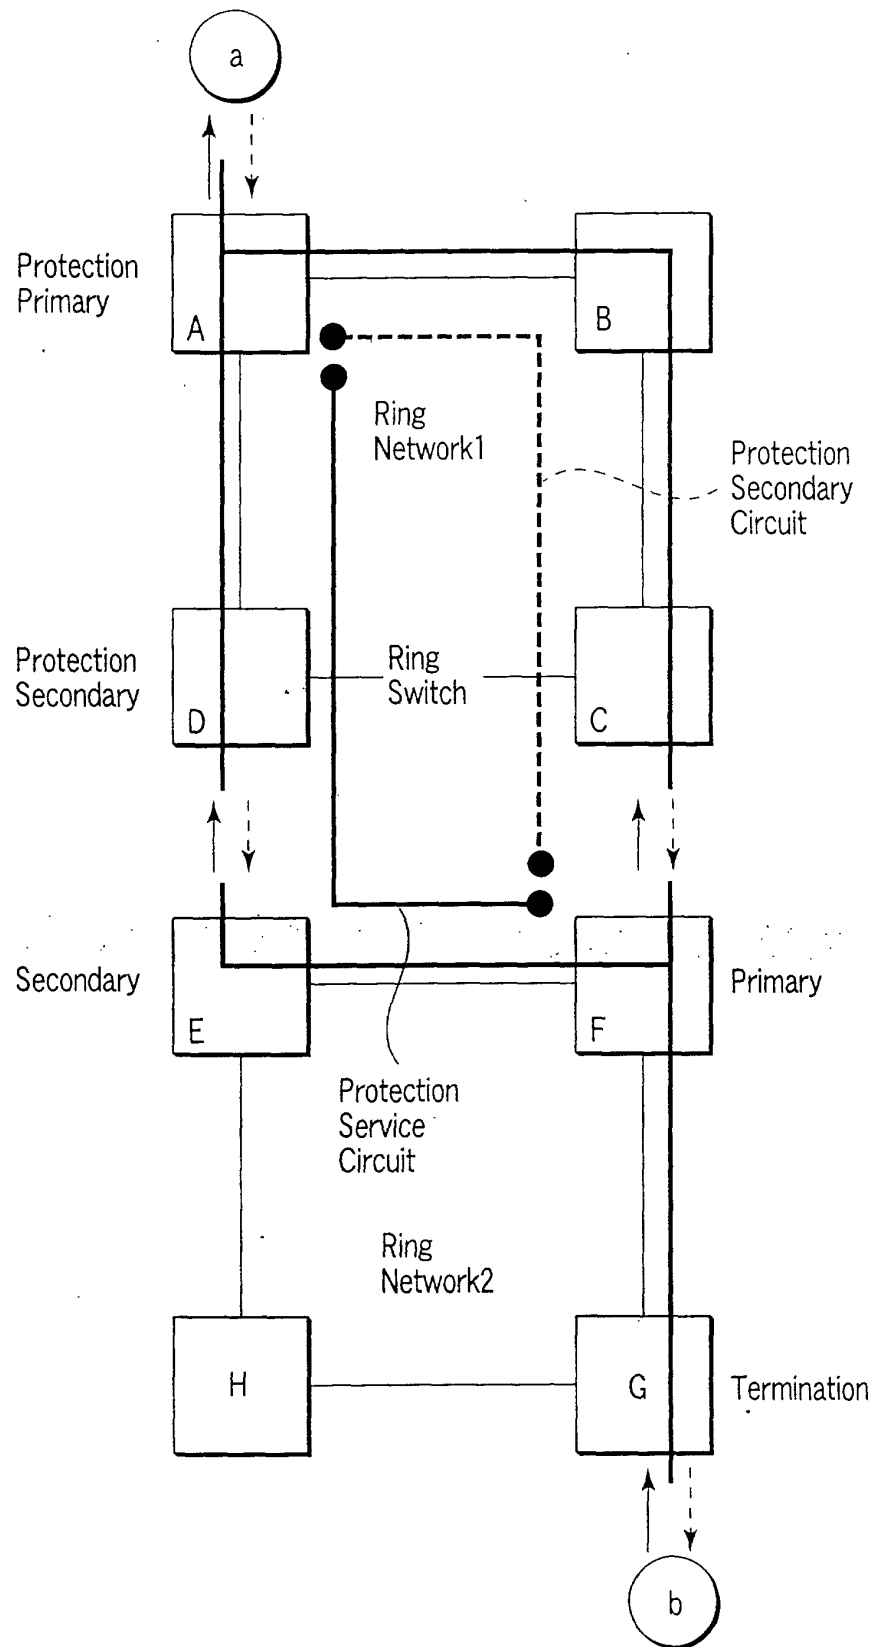 a
Protection
Primary
A
B
Ring
Network1
Protection
Secondary
Circuit
Protection
Secondary
D
Ring
Switch
C
Secondary
E
F
Primary
Protection
Service
Circuit
Ring
Network2
H
G
Termination
b